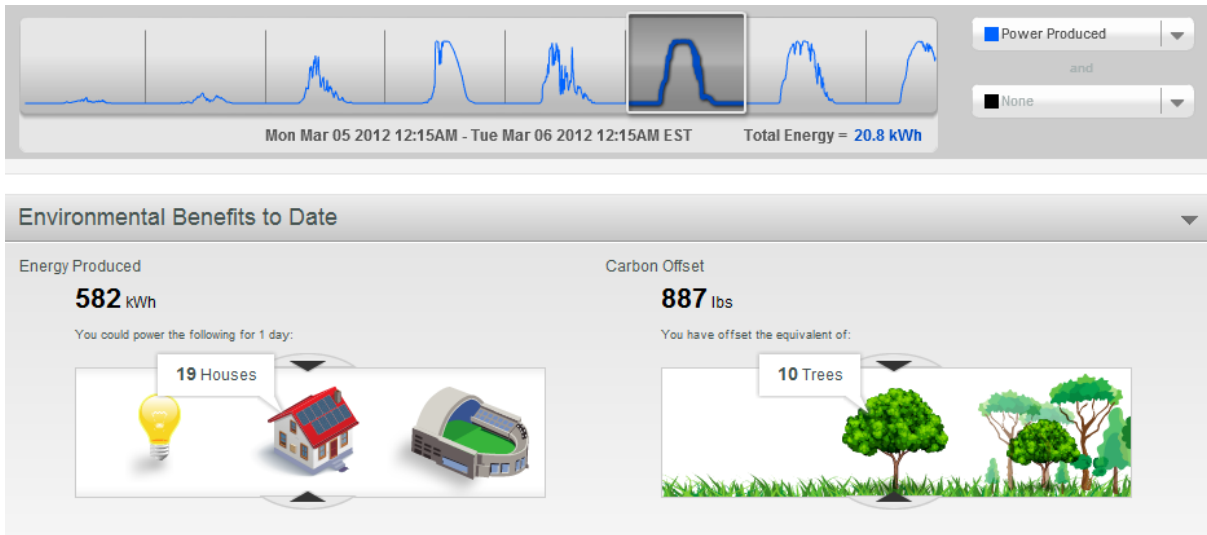 Power Produced
and
None
Mon Mar 05 2012 12:15AM - Tue Mar 06 2012 12:15AM EST Total Energy = 20.8 kWh
Environmental Benefits to Date
Energy Produced
582 kWh
You could power the following for 1 day:
19 Houses
Carbon Offset
887 lbs
You have offset the equivalent of:
10 Trees